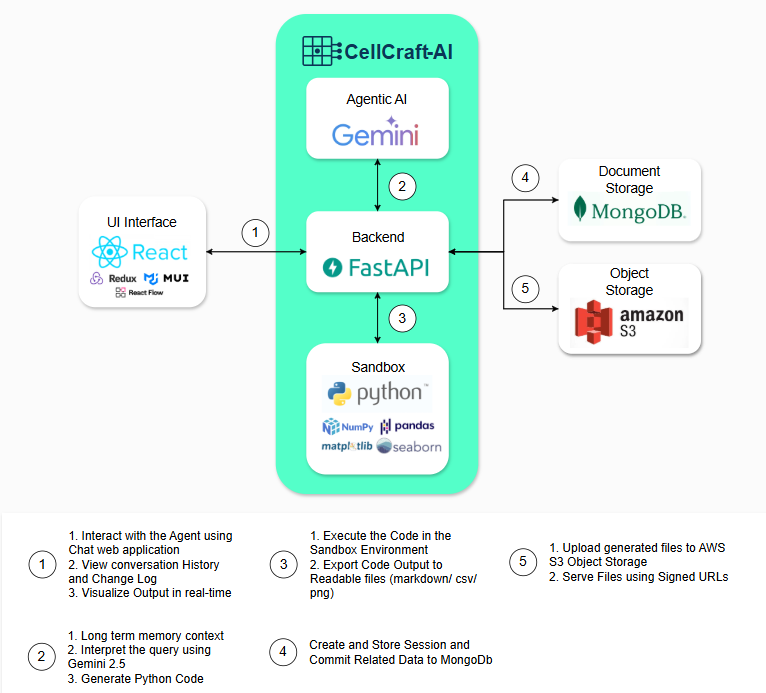 CellCraft-AI
Agentic AI
Gemini
2
Backend
FastAPI
3
Sandbox
python™
NumPy pandas
matplotlib seaborn
UI Interface
React
Redux MUI
React Flow
1
4
Document
Storage
MongoDB.
5
Object
Storage
amazon
S3
1
1. Interact with the Agent using
Chat web application
2. View conversation History
and Change Log
3. Visualize Output in real-time
2
1. Long term memory context
2. Interpret the query using
Gemini 2.5
3. Generate Python Code
3
1. Execute the Code in the
Sandbox Environment
2. Export Code Output to
Readable files (markdown/ csv/
png)
4
Create and Store Session and
Commit Related Data to MongoDb
5
1. Upload generated files to AWS
S3 Object Storage
2. Serve Files using Signed URLs